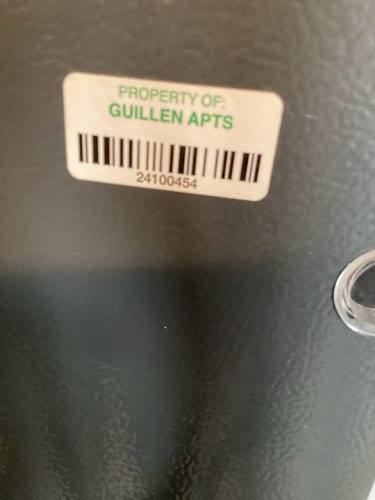 PROPERTY OF:
GUILLEN APTS
24100454